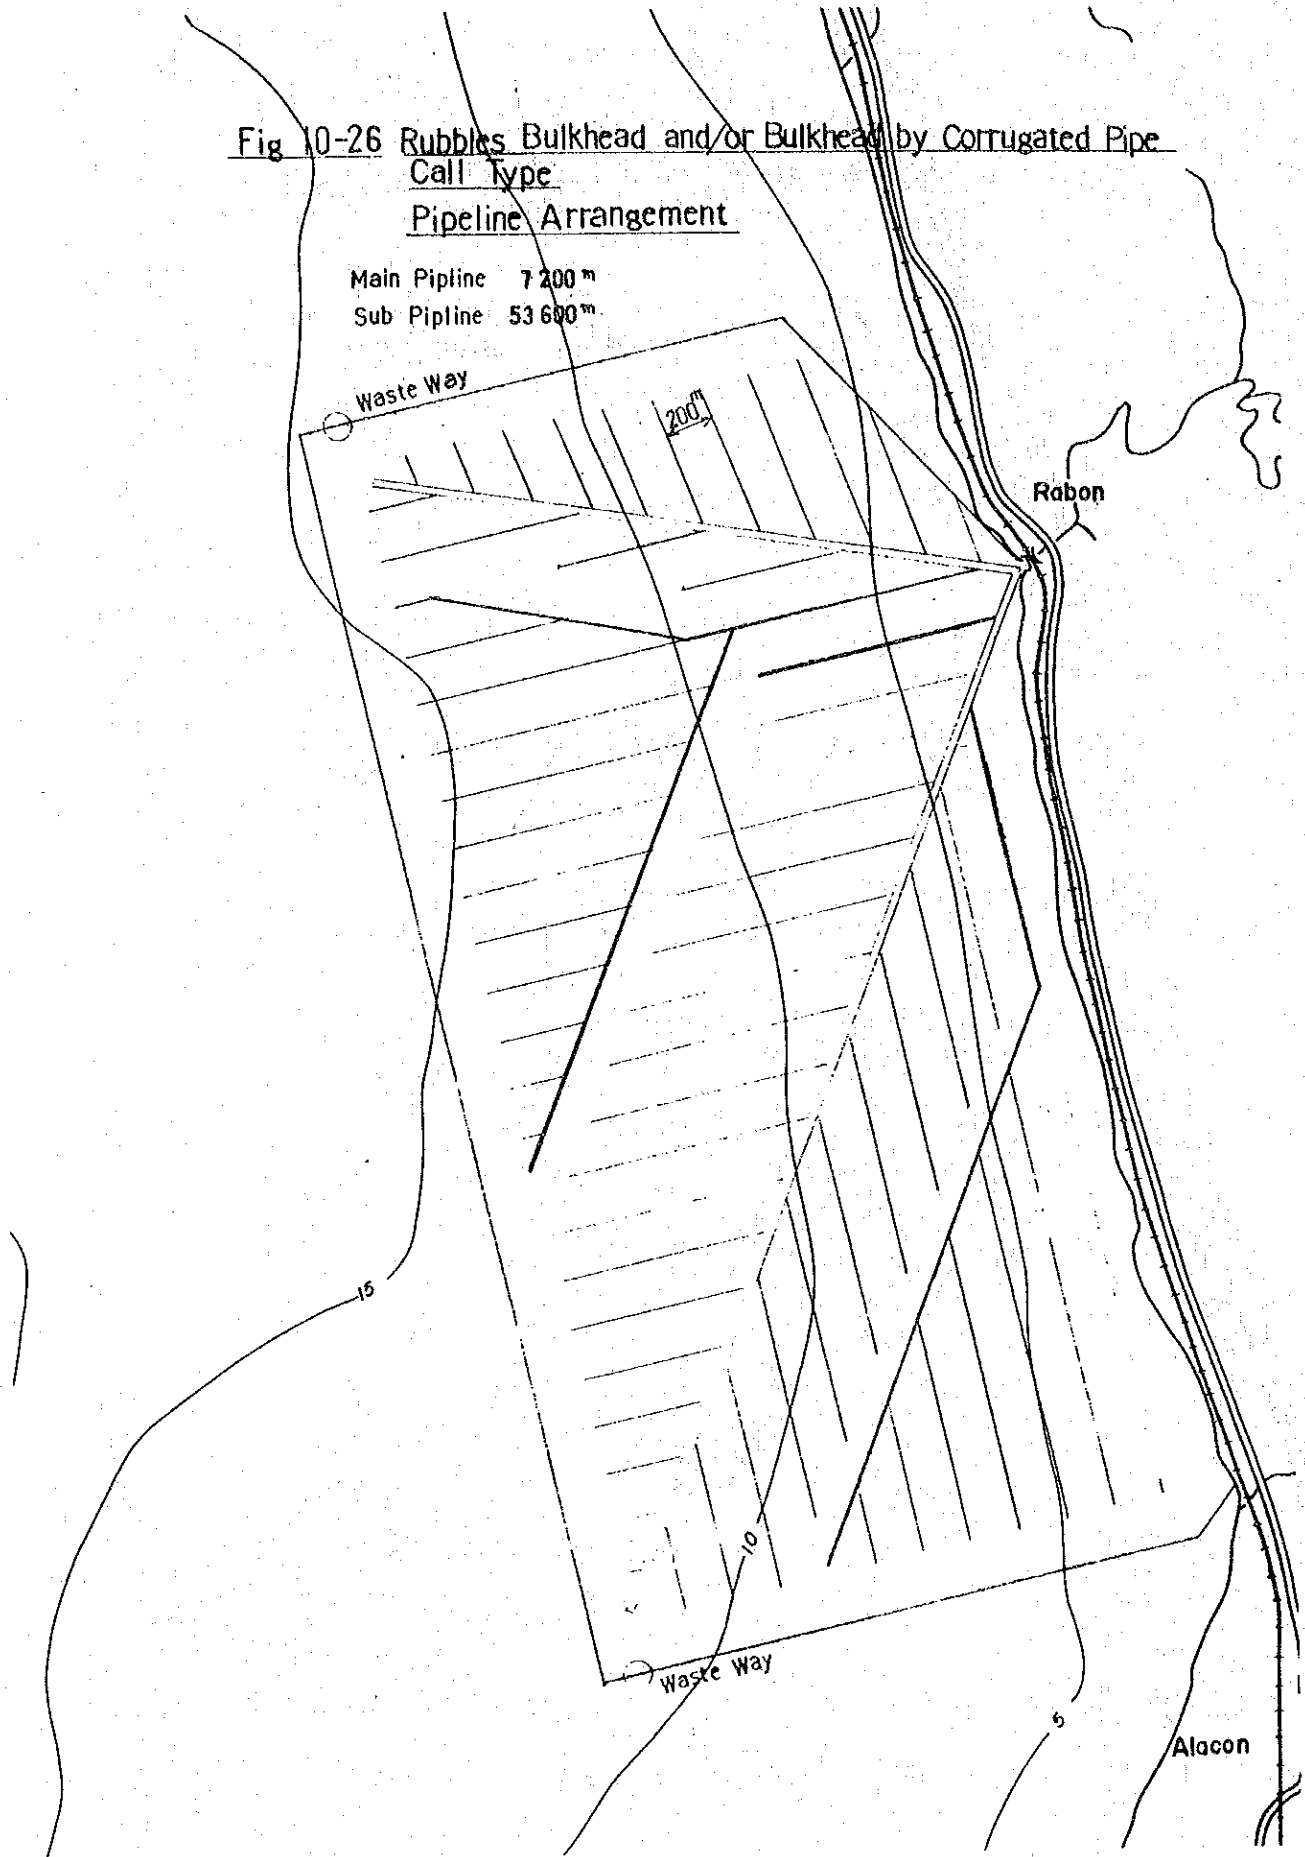 Fig 10-26 Rubbles Bulkhead and/or Bulkhead by Corrugated Pipe
Call Type
Pipeline Arrangement
Main Pipline 7 200 m
Sub Pipline 53 600 m
Waste Way
200 m
Rabon
15
10
Waste Way
5
Alacon